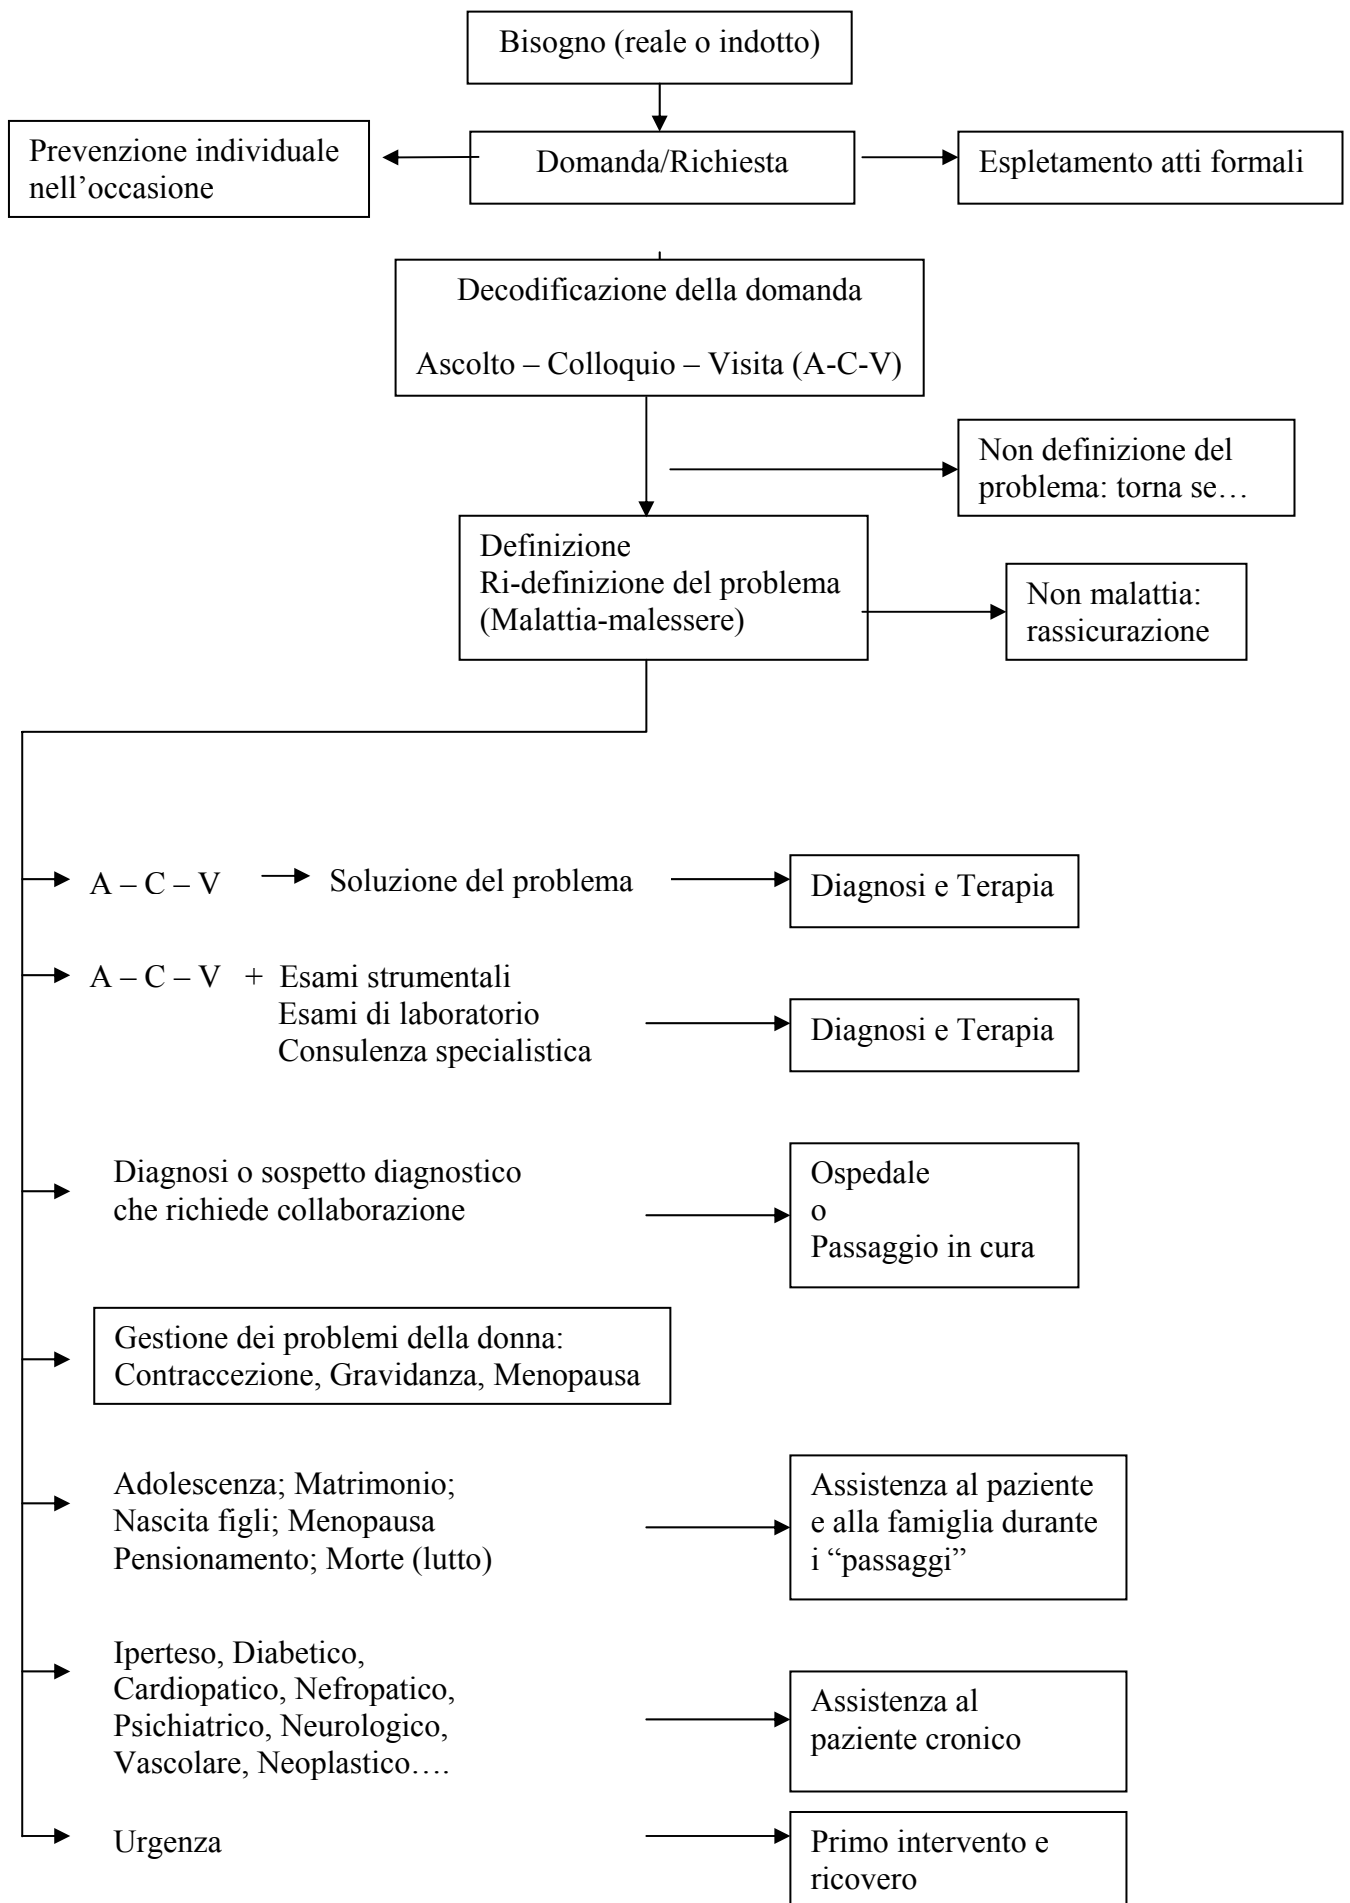 Bisogno (reale o indotto)
Prevenzione individuale
nell’occasione
Domanda/Richiesta
Espletamento atti formali
Decodificazione della domanda
Ascolto – Colloquio – Visita (A-C-V)
Non definizione del
problema: torna se…
Definizione
Ri-definizione del problema
(Malattia-malessere)
Non malattia:
rassicurazione
A – C – V
Soluzione del problema
Diagnosi e Terapia
A – C – V + Esami strumentali
Esami di laboratorio
Consulenza specialistica
Diagnosi e Terapia
Diagnosi o sospetto diagnostico
che richiede collaborazione
Ospedale
o
Passaggio in cura
Gestione dei problemi della donna:
Contraccezione, Gravidanza, Menopausa
Adolescenza; Matrimonio;
Nascita figli; Menopausa
Pensionamento; Morte (lutto)
Assistenza al paziente
e alla famiglia durante
i “passaggi”
Iperteso, Diabetico,
Cardiopatico, Nefropatico,
Psichiatrico, Neurologico,
Vascolare, Neoplastico….
Assistenza al
paziente cronico
Urgenza
Primo intervento e
ricovero